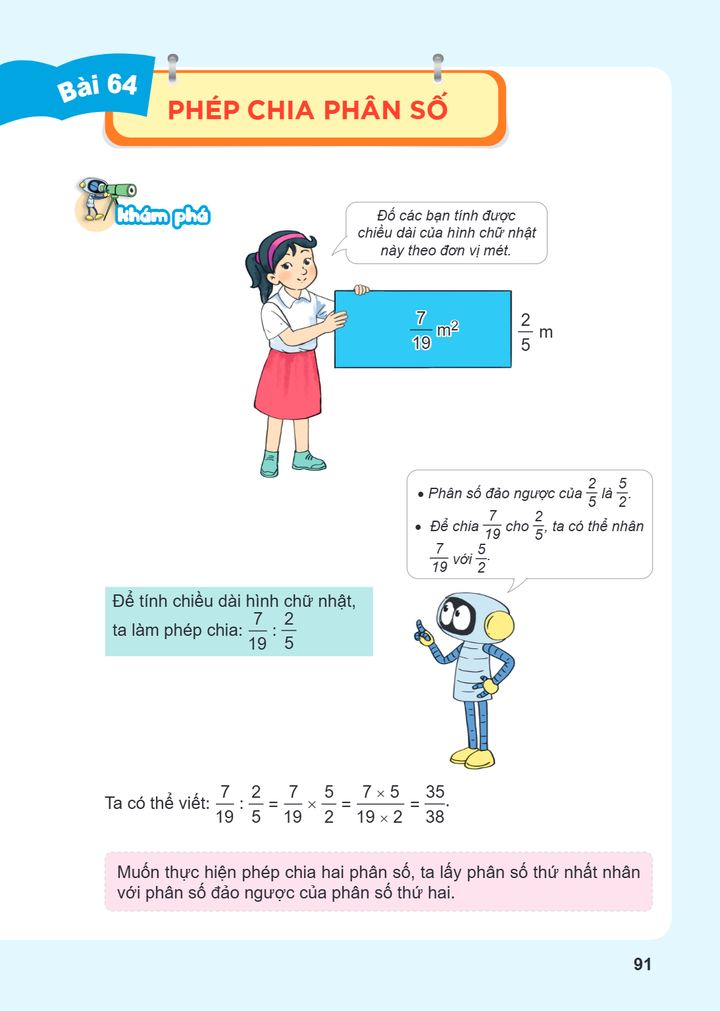 Bài 64
PHÉP CHIA PHÂN SỐ
khám phá
Đố các bạn tính được
chiều dài của hình chữ nhật
này theo đơn vị mét.
7/19 m²
2/5 m
• Phân số đảo ngược của 2/5 là 5/2.
• Để chia 7/19 cho 2/5, ta có thể nhân
7/19 với 5/2.
Để tính chiều dài hình chữ nhật,
ta làm phép chia: 7/19 : 2/5
Ta có thể viết: 7/19 : 2/5 = 7/19 × 5/2 = 7 × 5/19 × 2 = 35/38.
Muốn thực hiện phép chia hai phân số, ta lấy phân số thứ nhất nhân
với phân số đảo ngược của phân số thứ hai.
91